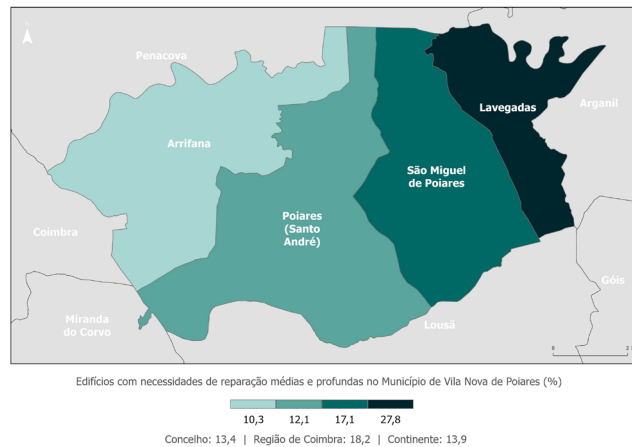 Penacova
Lavegadas
Arganil
Arrifana
São Miguel
de Poiares
Poiares
(Santo
André)
Coimbra
Góis
Miranda
do Corvo
Lousã
0
2
Edifícios com necessidades de reparação médias e profundas no Município de Vila Nova de Poiares (%)
10,3 12,1 17,1 27,8
Concelho: 13,4 | Região de Coimbra: 18,2 | Continente: 13,9